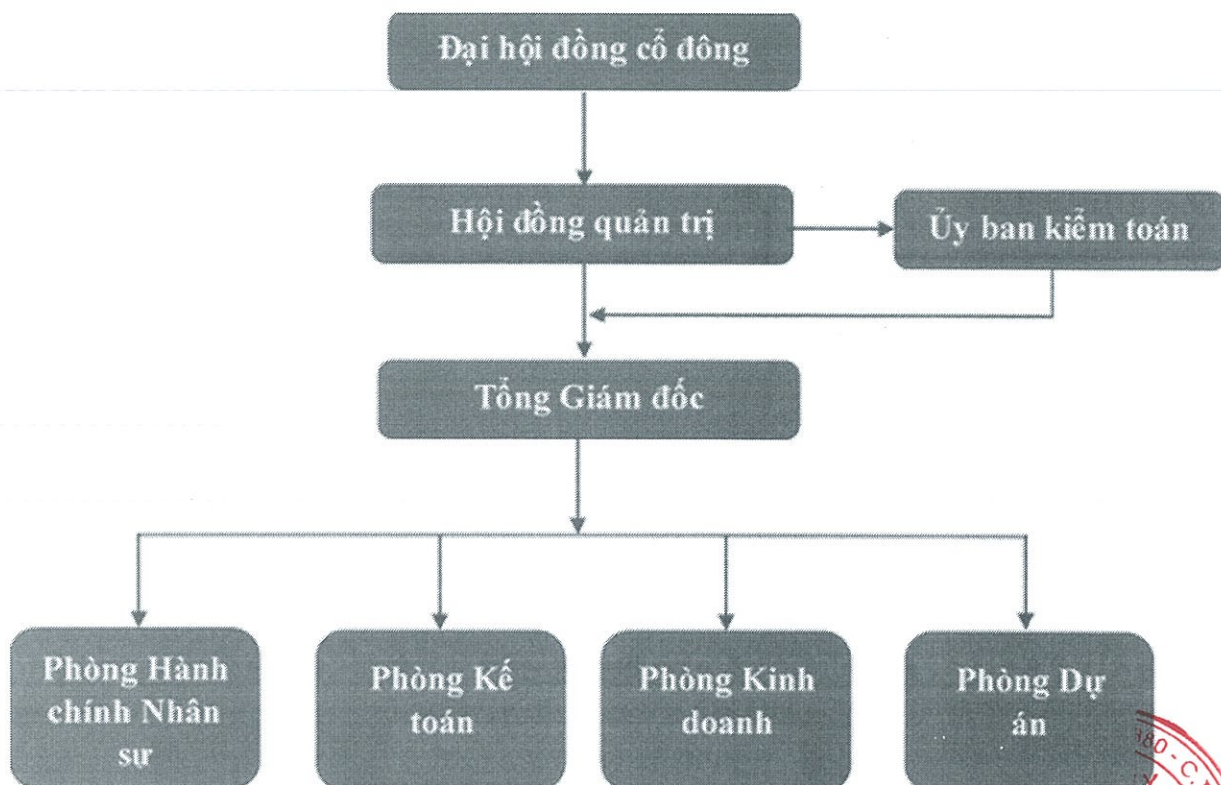 Đại hội đồng cổ đông
Hội đồng quản trị
Ủy ban kiểm toán
Tổng Giám đốc
Phòng Hành
chính Nhân
sự
Phòng Kế
toán
Phòng Kinh
doanh
Phòng Dự
án